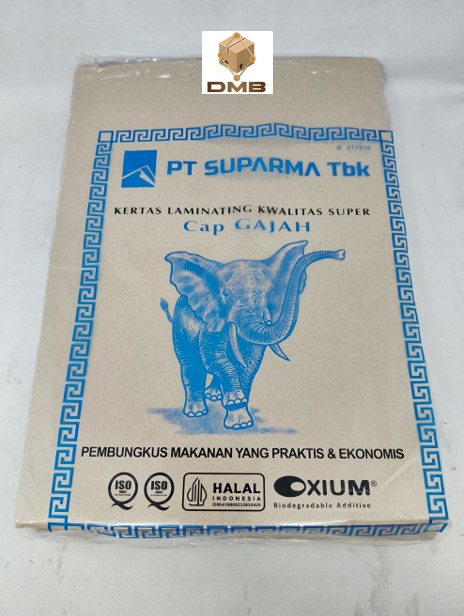 DMB
PT SUPARMA Tbk
KERTAS LAMINATING KWALITAS SUPER
Cap GAJAH
PEMBUNGKUS MAKANAN YANG PRAKTIS & EKONOMIS
ISO ISO HALAL OXIUM®
INDONESIA
Biodegradable Additive